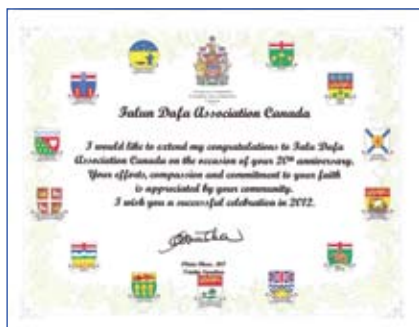 Falun Dafa Association Canada
I would like to extend my congratulations to Falu Dafa
Association Canada on the occasion of your 20th anniversary.
Your efforts, compassion and commitment to your faith
is appreciated by your community.
I wish you a successful celebration in 2012.